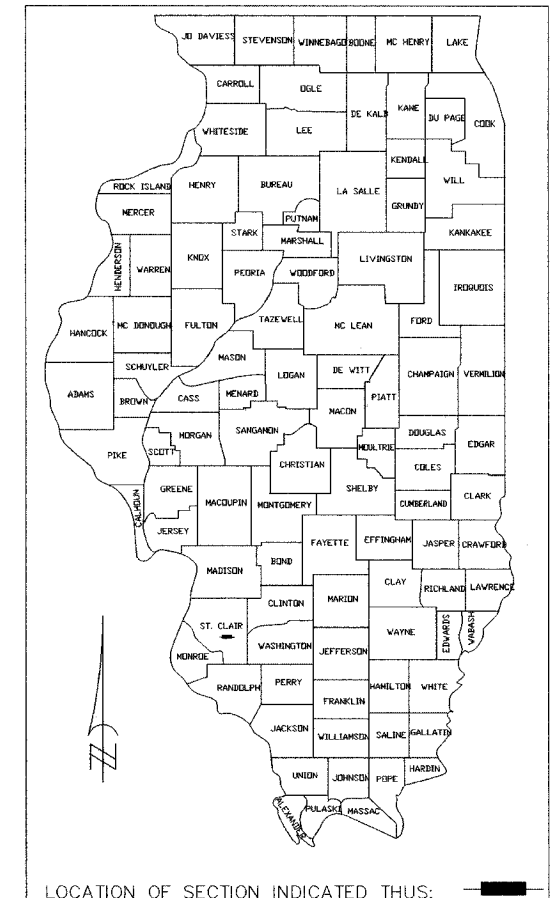 JO DAVIESS STEVENSON WINNEBAGO BOONE MC HENRY LAKE
CARROLL OGLE DE KALB KANE DU PAGE COOK
WHITESIDE LEE KENDALL WILL
ROCK ISLAND HENRY BUREAU LA SALLE GRUNDY
MERCER PUTNAM KANKAKEE
HENDERSON WARREN KNOX STARK MARSHALL LIVINGSTON
PEORIA WOODFORD IROQUOIS
HANCOCK MC DONOUGH FULTON TAZEWELL MC LEAN FORD
SCHUYLER MASON DE WITT CHAMPAIGN VERMILION
ADAMS BROWN CASS MENARD LOGAN MACON PIATT
PIKE SCOTT MORGAN SANGAMON MOULTRIE DOUGLAS EDGAR
CHRISTIAN COLES
CALHOUN GREENE MACOUPIN MONTGOMERY SHELBY CUMBERLAND CLARK
JERSEY FAYETTE EFFINGHAM JASPER CRAWFORD
MADISON BOND CLAY RICHLAND LAWRENCE
CLINTON MARION
ST. CLAIR WAYNE EDWARDS WABASH
MONROE WASHINGTON JEFFERSON
RANDOLPH PERRY FRANKLIN HAMILTON WHITE
JACKSON WILLIAMSON SALINE GALLATIN
UNION JOHNSON POPE HARDIN
ALEXANDER PULASKI MASSAC
N
LOCATION OF SECTION INDICATED THUS: